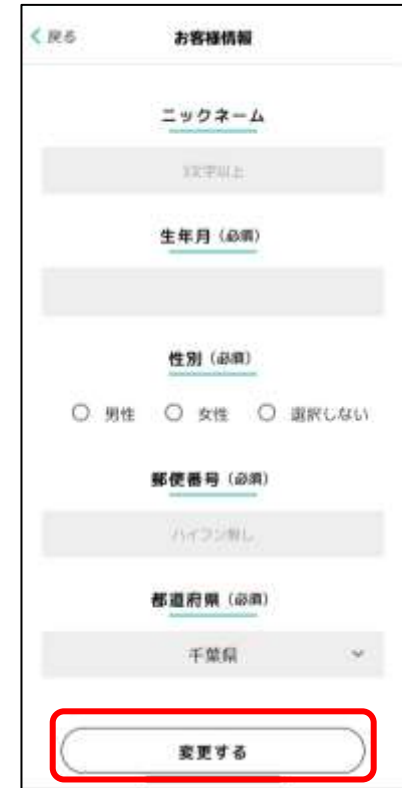 戻る
お客様情報
ニックネーム
3文字以上
生年月（必須）
性別（必須）
男性 女性 選択しない
郵便番号（必須）
ハイフン無し
都道府県（必須）
千葉県
変更する